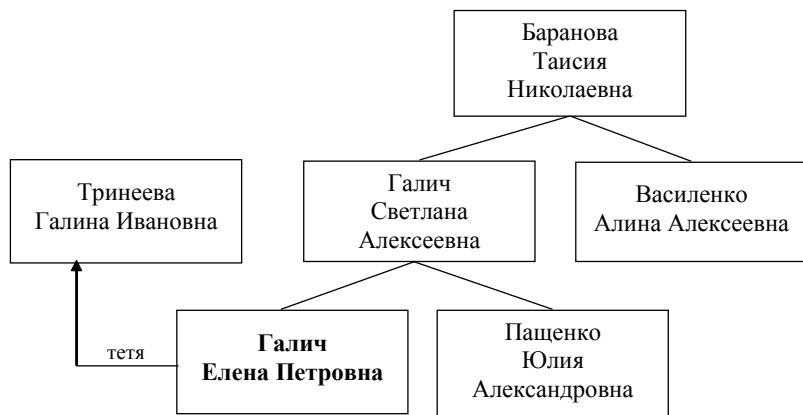 Баранова
Таисия
Николаевна
Тринеева
Галина Ивановна
Галич
Светлана
Алексеевна
Василенко
Алина Алексеевна
тетя
Галич
Елена Петровна
Пащенко
Юлия
Александровна